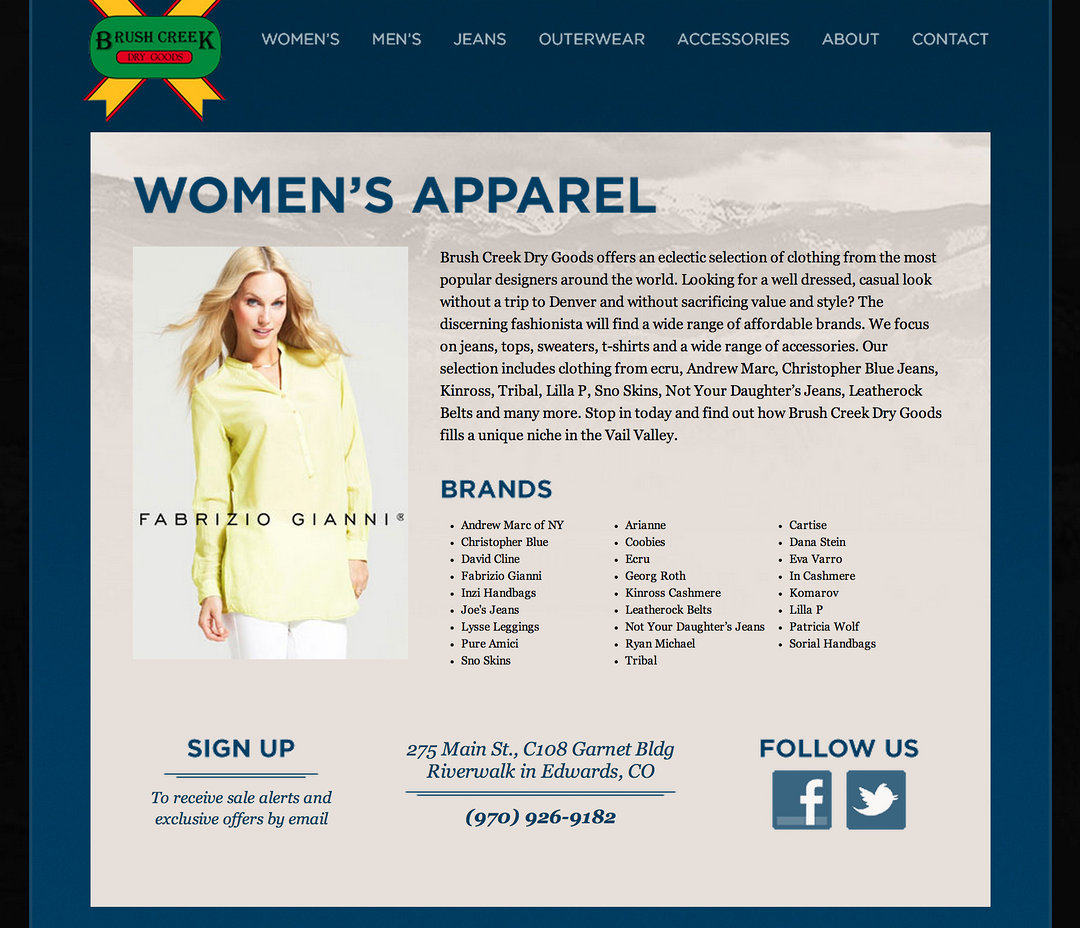 BRUSH CREEK
DRY GOODS
WOMEN'S MEN'S JEANS OUTERWEAR ACCESSORIES ABOUT CONTACT
WOMEN'S APPAREL
FABRIZIO GIANNI®
Brush Creek Dry Goods offers an eclectic selection of clothing from the most
popular designers around the world. Looking for a well dressed, casual look
without a trip to Denver and without sacrificing value and style? The
discerning fashionista will find a wide range of affordable brands. We focus
on jeans, tops, sweaters, t-shirts and a wide range of accessories. Our
selection includes clothing from ecru, Andrew Marc, Christopher Blue Jeans,
Kinross, Tribal, Lilla P, Sno Skins, Not Your Daughter's Jeans, Leatherock
Belts and many more. Stop in today and find out how Brush Creek Dry Goods
fills a unique niche in the Vail Valley.
BRANDS
• Andrew Marc of NY
• Christopher Blue
• David Cline
• Fabrizio Gianni
• Inzi Handbags
• Joe's Jeans
• Lysse Leggings
• Pure Amici
• Sno Skins
• Arianne
• Coobies
• Ecru
• Georg Roth
• Kinross Cashmere
• Leatherock Belts
• Not Your Daughter's Jeans
• Ryan Michael
• Tribal
• Cartise
• Dana Stein
• Eva Varro
• In Cashmere
• Komarov
• Lilla P
• Patricia Wolf
• Sorial Handbags
SIGN UP
To receive sale alerts and
exclusive offers by email
275 Main St., C108 Garnet Bldg
Riverwalk in Edwards, CO
(970) 926-9182
FOLLOW US